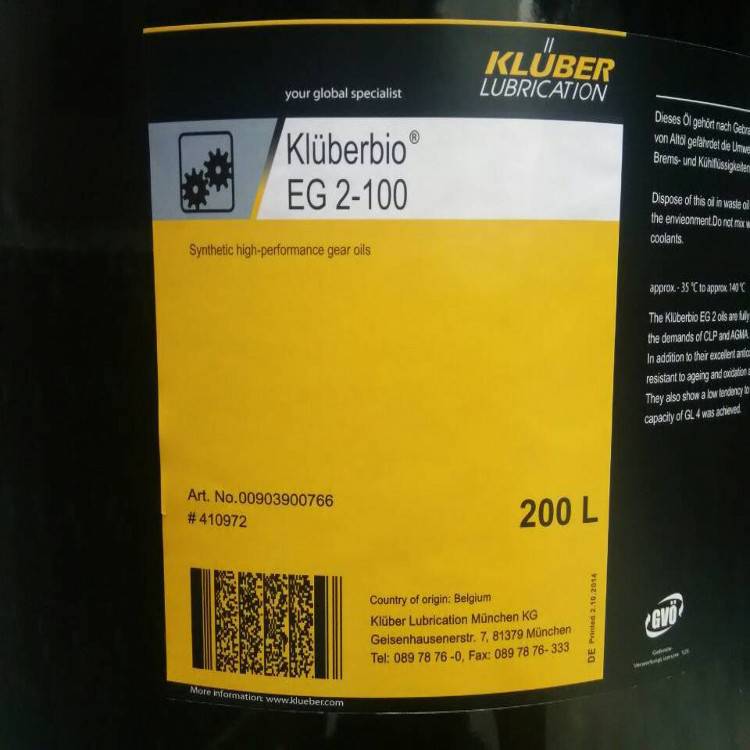 KLÜBER
LUBRICATION
your global specialist
Klüberbio®
EG 2-100
Synthetic high-performance gear oils
Art. No.00903900766
# 410972
200 L
Country of origin: Belgium
Klüber Lubrication München KG
Geisenhausenerstr. 7, 81379 München
Tel: 089 78 76 -0, Fax: 089 78 76- 333
DE Printed 2.10.2014
More information: www.klueber.com
Dieses Öl gehört nach Gebra
von Altöl gefährdet die Umwe
Brems- und Kühlflüssigkeiten
Dispose of this oil in waste oil
the envieonment.Do not mix w
coolants.
approx.- 35 °C to approx 140 °C
The Klüberbio EG 2 oils are fully
the demands of CLP and AGMA.
In addition to their excellent antic
resistant to ageing and oxidation a
They also show a low tendency to
capacity of GL 4 was achieved.
GVÖ
Gebinde